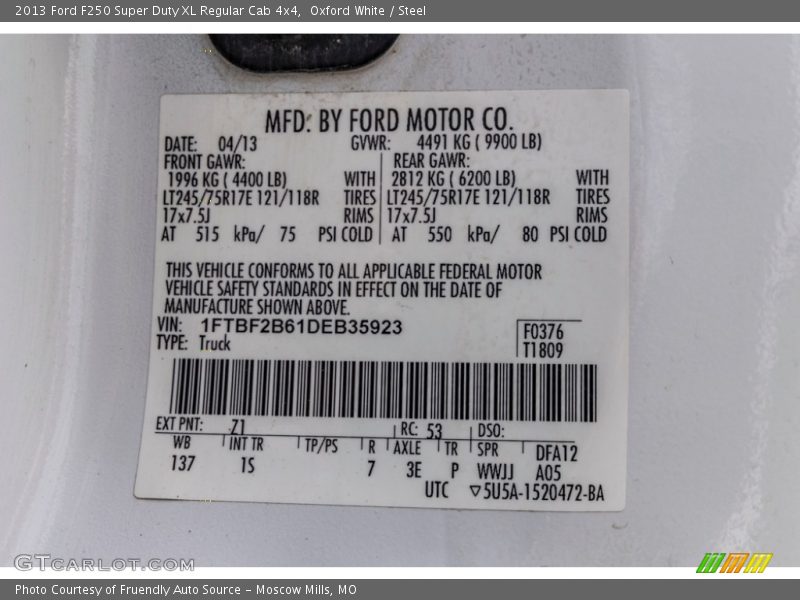 2013 Ford F250 Super Duty XL Regular Cab 4x4,  Oxford White / Steel
MFD. BY FORD MOTOR CO.
DATE: 04/13 GVWR: 4491 KG ( 9900 LB)
FRONT GAWR: REAR GAWR:
1996 KG ( 4400 LB) WITH 2812 KG ( 6200 LB) WITH
LT245/75R17E 121/118R TIRES LT245/75R17E 121/118R TIRES
17x7.5J RIMS 17x7.5J RIMS
AT 515 kPa/ 75 PSI COLD AT 550 kPa/ 80 PSI COLD
THIS VEHICLE CONFORMS TO ALL APPLICABLE FEDERAL MOTOR
VEHICLE SAFETY STANDARDS IN EFFECT ON THE DATE OF
MANUFACTURE SHOWN ABOVE.
VIN: 1FTBF2B61DEB35923 F0376
TYPE: Truck T1809
EXT PNT: Z1 RC: 53 DSO:
WB INT TR TP/PS R AXLE TR SPR DFA12
137 1S 7 3E P WWJJ A05
UTC ▽5U5A-1520472-BA
GTCARLOT.COM
Photo Courtesy of Fruendly Auto Source – Moscow Mills, MO